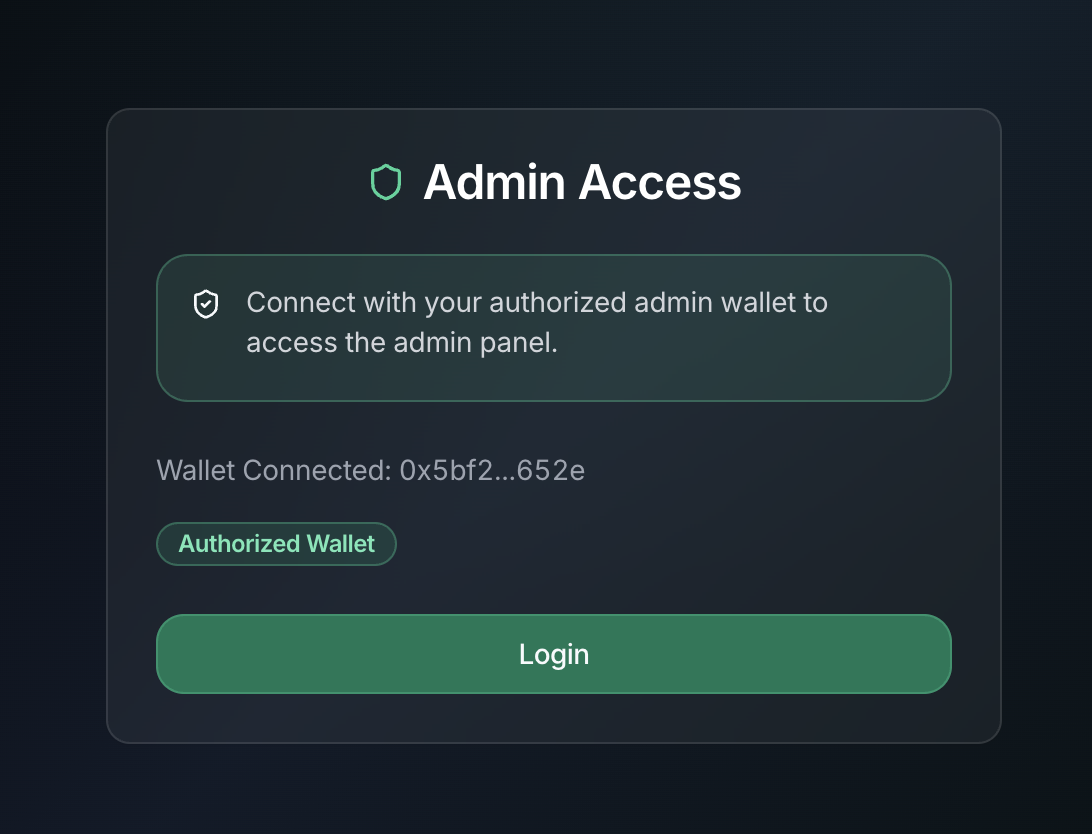 Admin Access
Connect with your authorized admin wallet to
access the admin panel.
Wallet Connected: 0x5bf2...652e
Authorized Wallet
Login